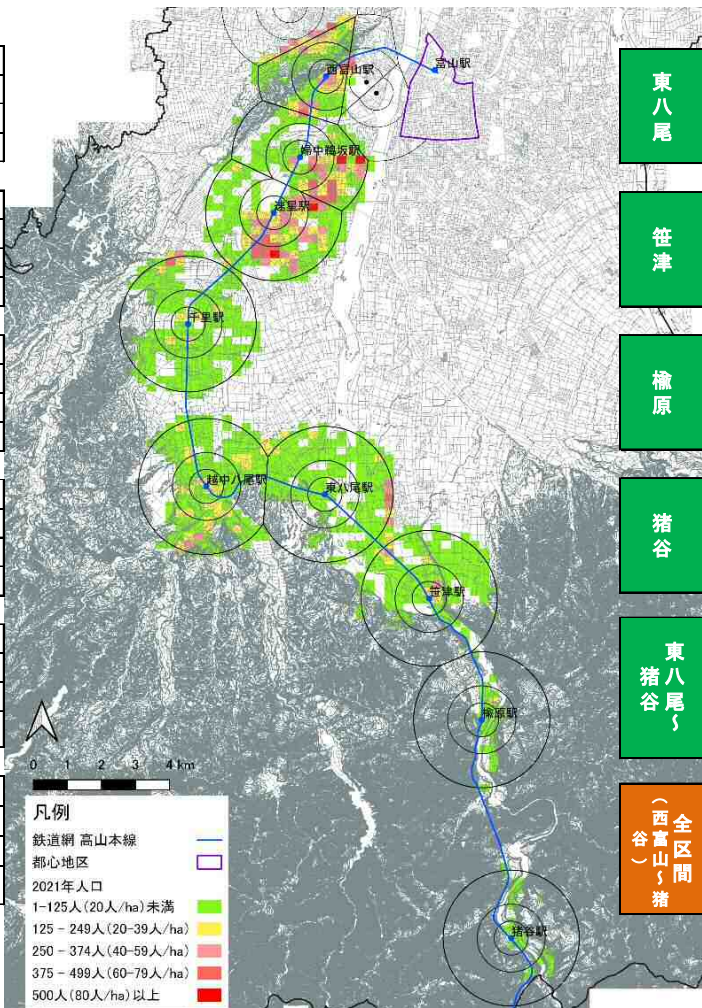 富山駅
西富山駅
婦中鵜坂駅
速星駅
千里駅
越中八尾駅
東八尾駅
笹津駅
楡原駅
猪谷駅
0 1 2 3 4 km
凡例
鉄道網 高山本線
都心地区
2021年人口
1-125人(20人/ha)未満
125 - 249人(20-39人/ha)
250 - 374人(40-59人/ha)
375 - 499人(60-79人/ha)
500人(80人/ha)以上
東八尾
笹津
楡原
猪谷
東八尾～
猪谷
全区間
（西富山～猪
谷）